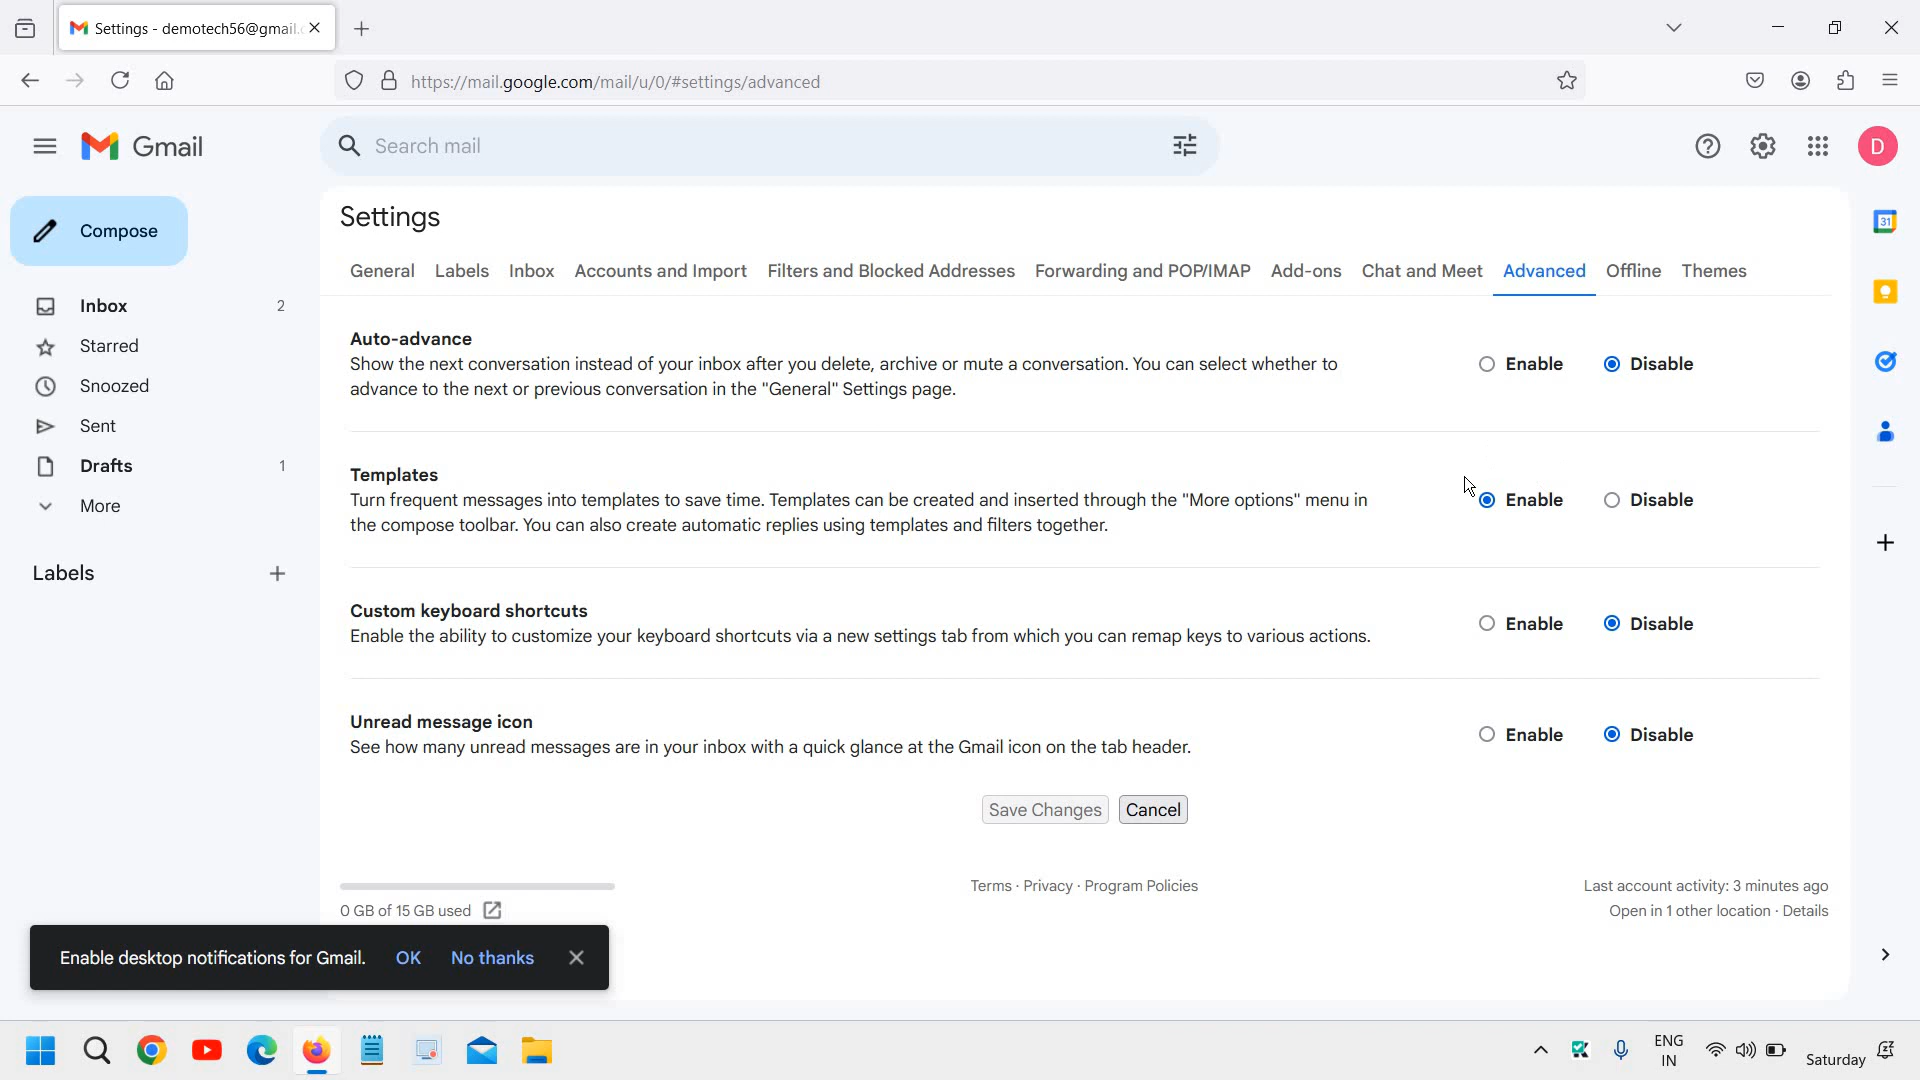 Settings - demotech56@gmail.c
https://mail.google.com/mail/u/0/#settings/advanced
Gmail
Search mail
D
Compose
Inbox 2
Starred
Snoozed
Sent
Drafts 1
More
Labels
31
Settings
General Labels Inbox Accounts and Import Filters and Blocked Addresses Forwarding and POP/IMAP Add-ons Chat and Meet Advanced Offline Themes
Auto-advance
Show the next conversation instead of your inbox after you delete, archive or mute a conversation. You can select whether to
advance to the next or previous conversation in the "General" Settings page.
Enable Disable
Templates
Turn frequent messages into templates to save time. Templates can be created and inserted through the "More options" menu in
the compose toolbar. You can also create automatic replies using templates and filters together.
Enable Disable
Custom keyboard shortcuts
Enable the ability to customize your keyboard shortcuts via a new settings tab from which you can remap keys to various actions.
Enable Disable
Unread message icon
See how many unread messages are in your inbox with a quick glance at the Gmail icon on the tab header.
Enable Disable
Save Changes Cancel
0 GB of 15 GB used
Terms · Privacy · Program Policies
Last account activity: 3 minutes ago
Open in 1 other location · Details
Enable desktop notifications for Gmail. OK No thanks
ENG
IN
Saturday